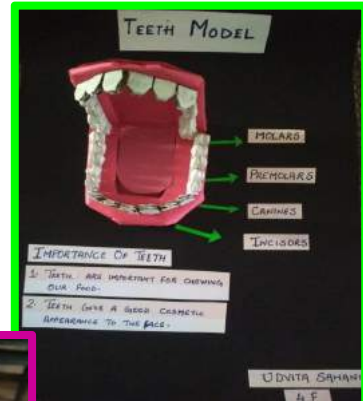 TEETH MODEL
MOLARS
PREMOLARS
CANINES
INCISORS
IMPORTANCE OF TEETH
1. TEETH ARE IMPORTANT FOR CHEWING
OUR FOOD.
2. TEETH GIVE A GOOD COSMETIC
APPEARANCE TO THE FACE.
UDVITA SAHANI
4 F